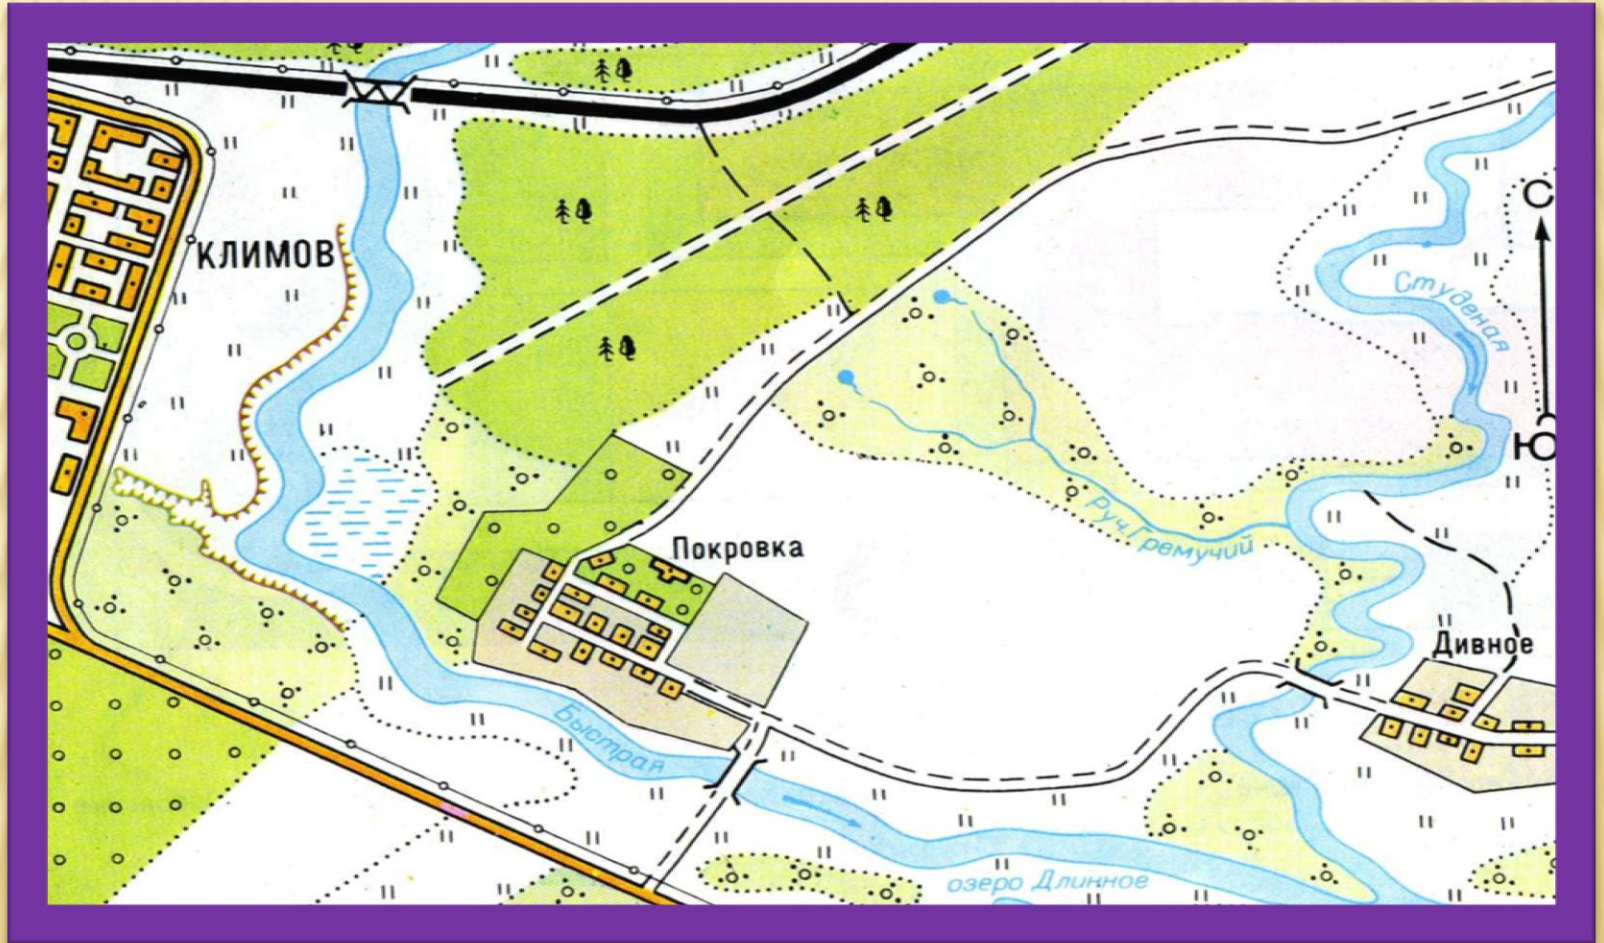 С
КЛИМОВ
Студеная
Ю
Руч. Гремучий
Покровка
Дивное
Быстрая
озеро Длинное